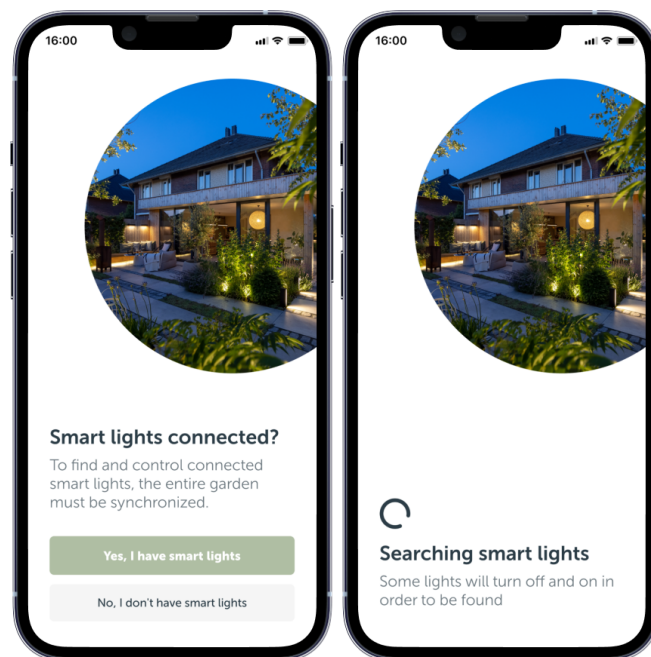 16:00
Smart lights connected?
To find and control connected
smart lights, the entire garden
must be synchronized.
Yes, I have smart lights
No, I don't have smart lights
16:00
Searching smart lights
Some lights will turn off and on in
order to be found